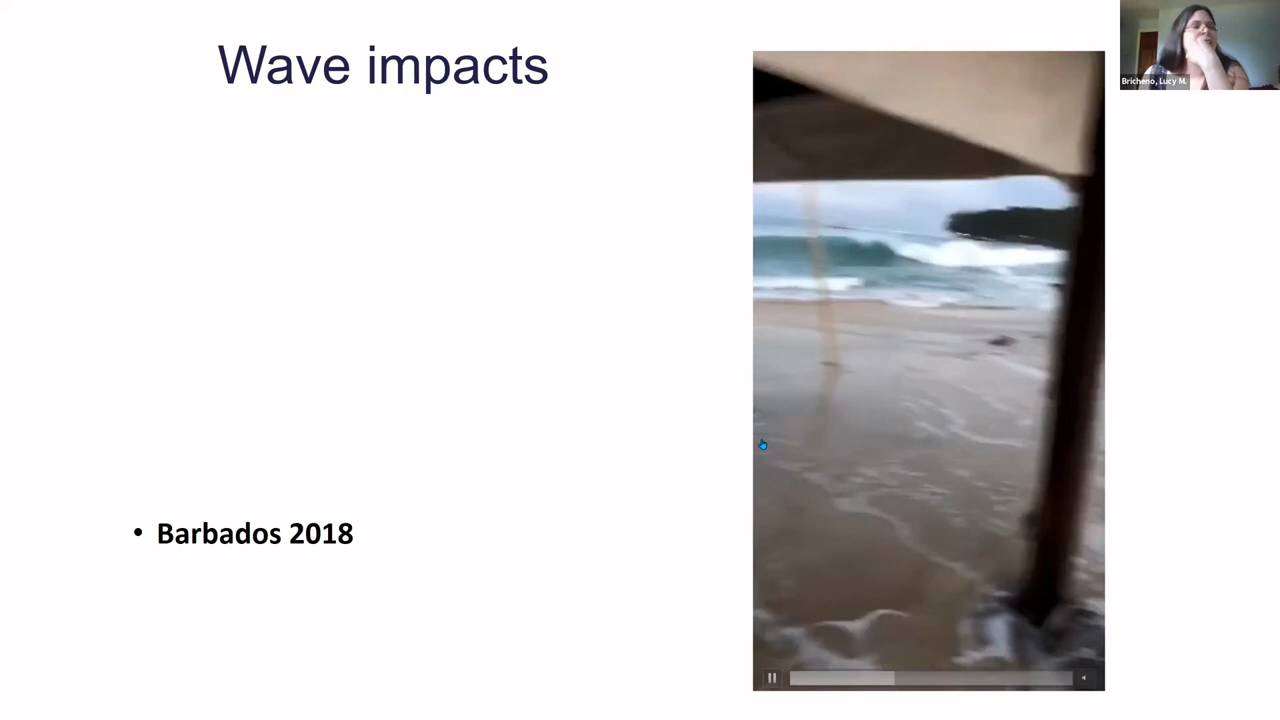 Wave impacts
Bricheno, Lucy M.
• Barbados 2018